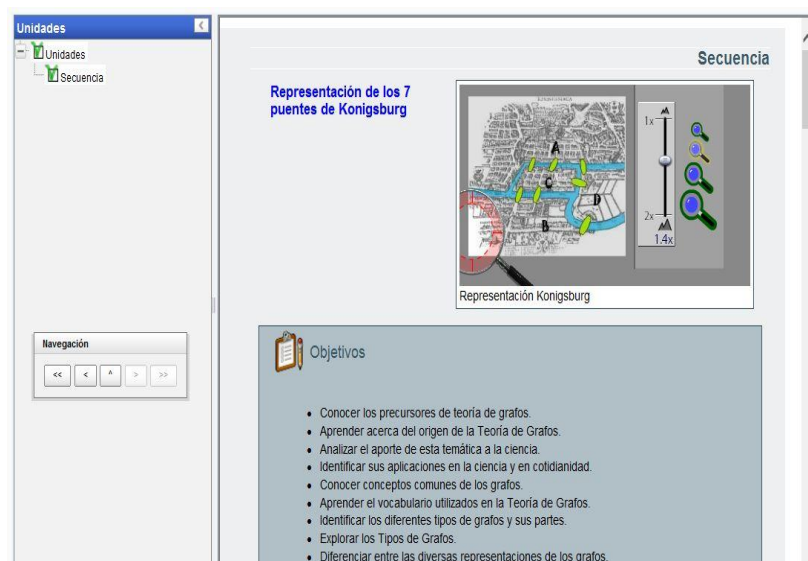 Unidades
Unidades
Secuencia
Navegación
<<
<
^
>
>>
Secuencia
Representación de los 7
puentes de Konigsburg
A
C
D
B
1x
2x
1.4x
Representación Konigsburg
Objetivos
Conocer los precursores de teoría de grafos.
Aprender acerca del origen de la Teoría de Grafos.
Analizar el aporte de esta temática a la ciencia.
Identificar sus aplicaciones en la ciencia y en cotidianidad.
Conocer conceptos comunes de los grafos.
Aprender el vocabulario utilizados en la Teoría de Grafos.
Identificar los diferentes tipos de grafos y sus partes.
Explorar los Tipos de Grafos.
Diferenciar entre las diversas representaciones de los grafos.